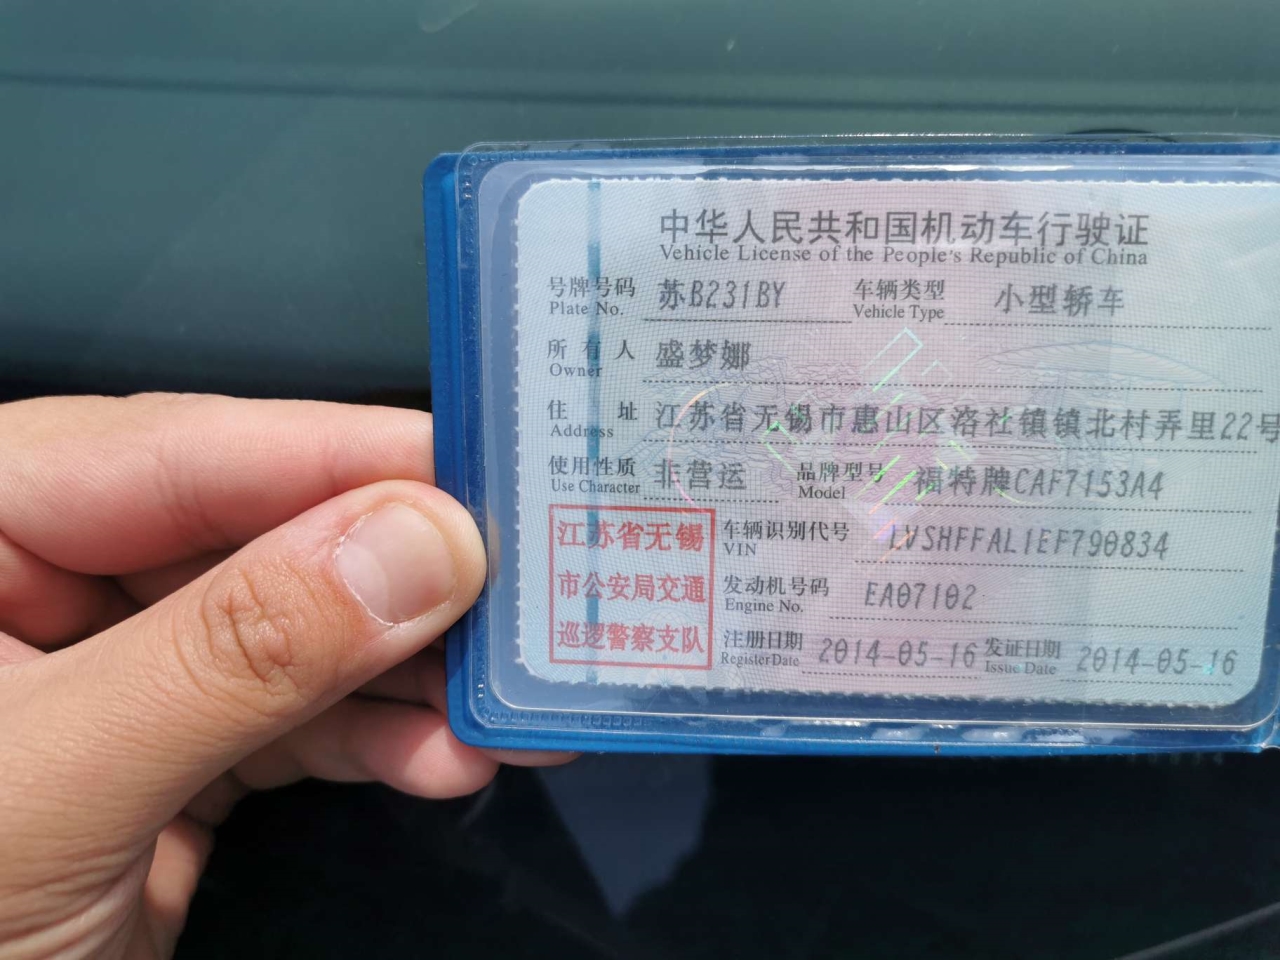 中华人民共和国机动车行驶证
Vehicle License of the People's Republic of China
号牌号码 苏B231BY 车辆类型 小型轿车
Plate No. Vehicle Type
所有人 盛梦娜
Owner
住址 江苏省无锡市惠山区洛社镇镇北村弄里22号
Address
使用性质 非营运 品牌型号 福特牌CAF7153A4
Use Character Model
江苏省无锡
市公安局交通
巡逻警察支队
车辆识别代号 LVSHFFAL1EF790834
VIN
发动机号码 EA07102
Engine No.
注册日期 2014-05-16 发证日期 2014-05-16
Register Date Issue Date